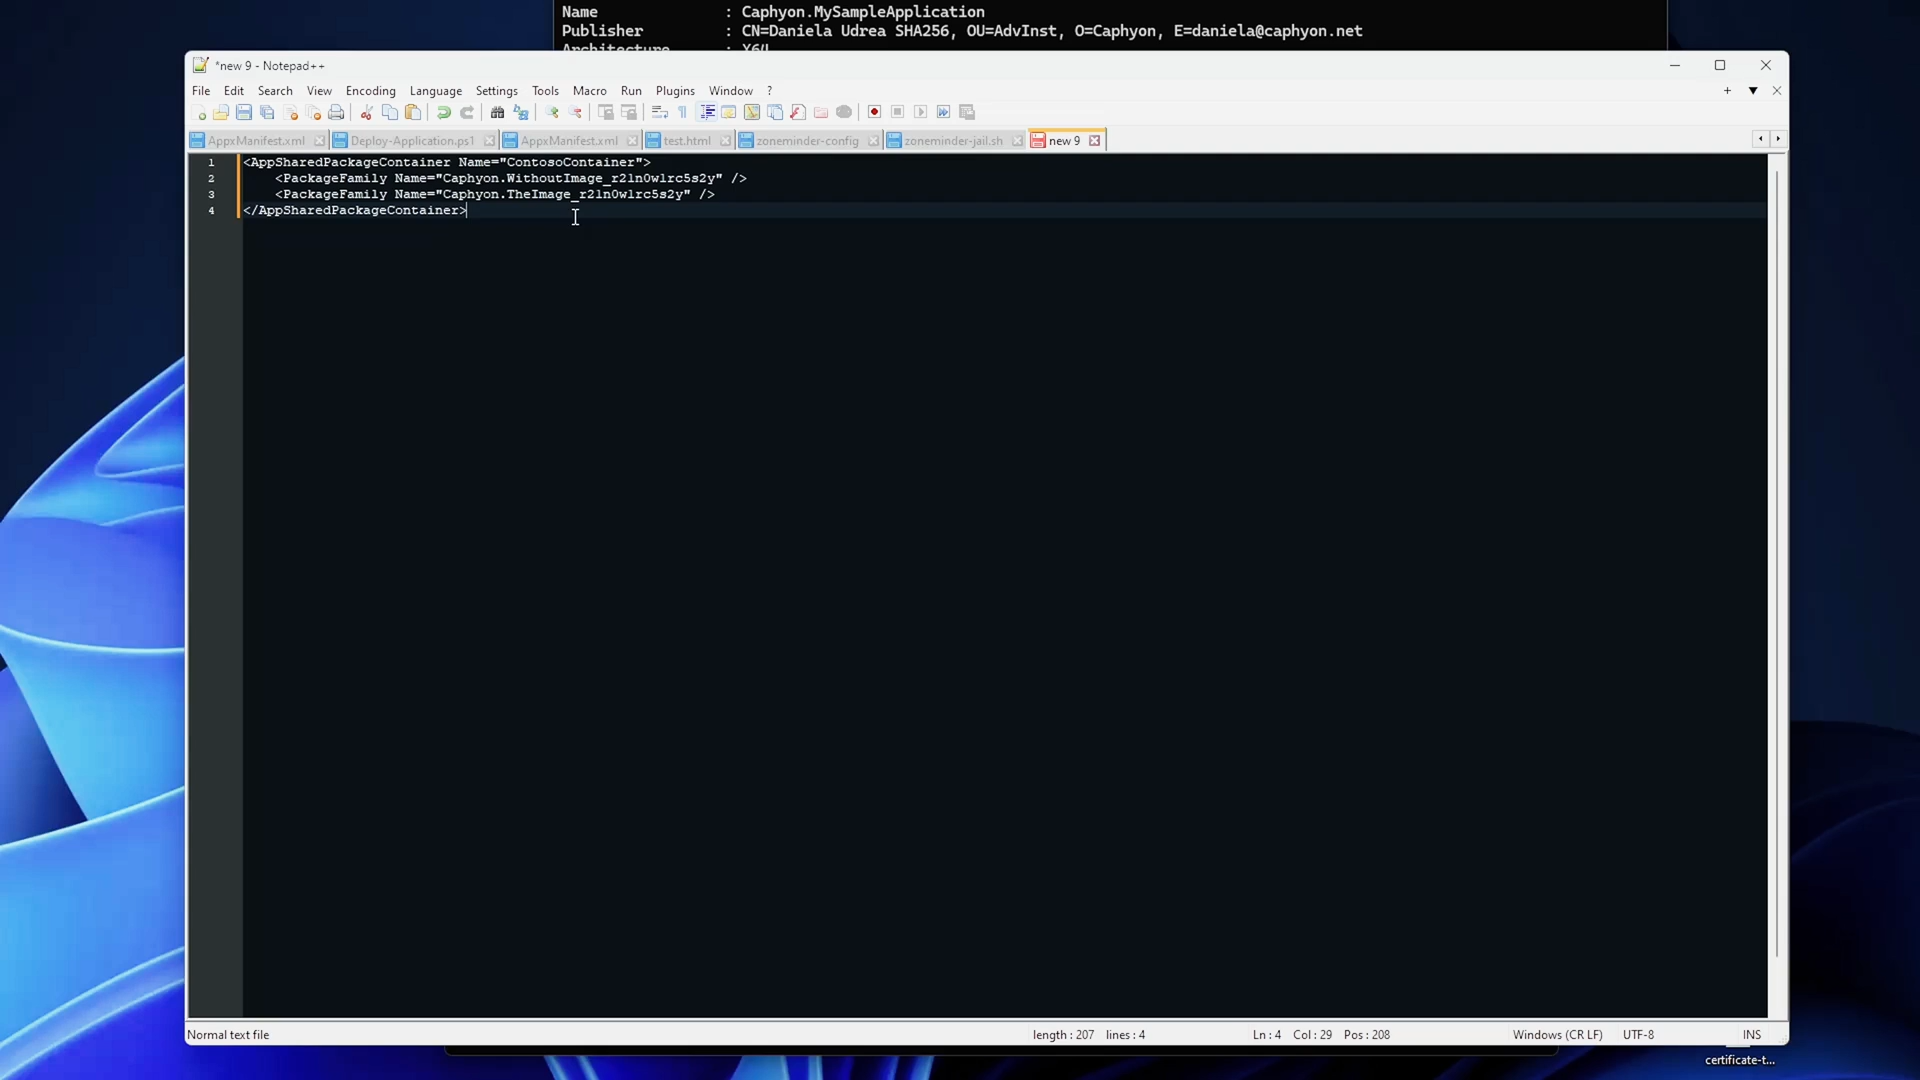 Name : Caphyon.MySampleApplication
Publisher : CN=Daniela Udrea SHA256, OU=AdvInst, O=Caphyon, E=daniela@caphyon.net
Architecture : X64
*new 9 - Notepad++
File Edit Search View Encoding Language Settings Tools Macro Run Plugins Window ?
AppxManifest.xml Deploy-Application.ps1 AppxManifest.xml test.html zoneminder-config zoneminder-jail.sh new 9
1 <AppSharedPackageContainer Name="ContosoContainer">
2 <PackageFamily Name="Caphyon.WithoutImage_r21n0w1rc5s2y" />
3 <PackageFamily Name="Caphyon.TheImage_r21n0w1rc5s2y" />
4 </AppSharedPackageContainer>
Normal text file length : 207 lines : 4 Ln : 4 Col : 29 Pos : 208 Windows (CR LF) UTF-8 INS
certificate-t...